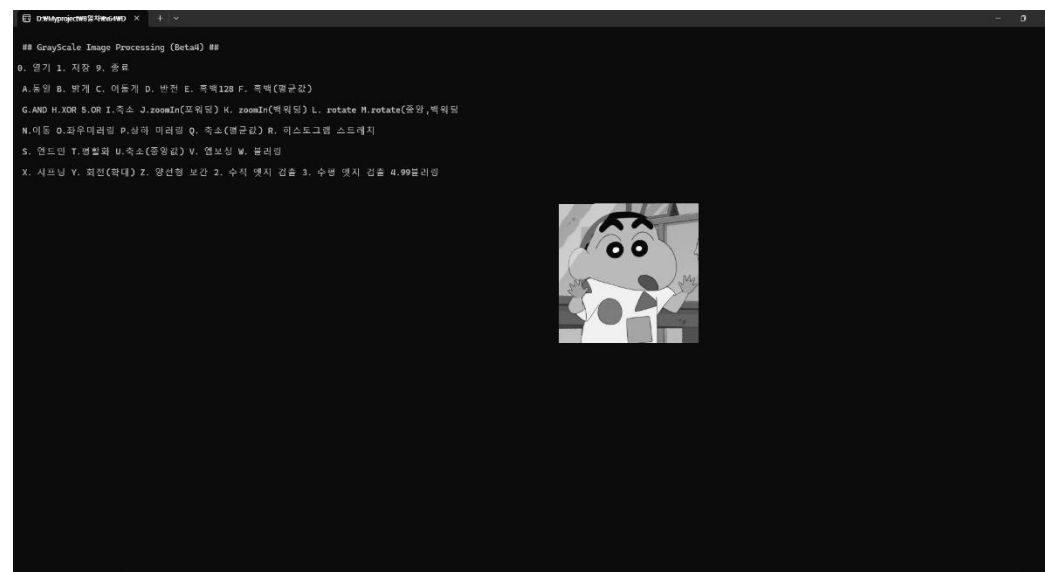 D:\Myproject\8일차\x64\D
## GrayScale Image Processing (Beta4) ##
0. 열기 1. 저장 9. 종료
A.동일 B. 밝게 C. 어둡게 D. 반전 E. 흑백128 F. 흑백(평균값)
G.AND H.XOR 5.OR I.축소 J.zoomIn(포워딩) K. zoomIn(백워딩) L. rotate M.rotate(중앙,백워딩
N.이동 O.좌우미러링 P.상하 미러링 Q. 축소(평균값) R. 히스토그램 스트레치
S. 엔드인 T.평활화 U.축소(중앙값) V. 엠보싱 W. 블러링
X. 샤프닝 Y. 회전(확대) Z. 양선형 보간 2. 수직 엣지 검출 3. 수평 엣지 검출 4.99블러링